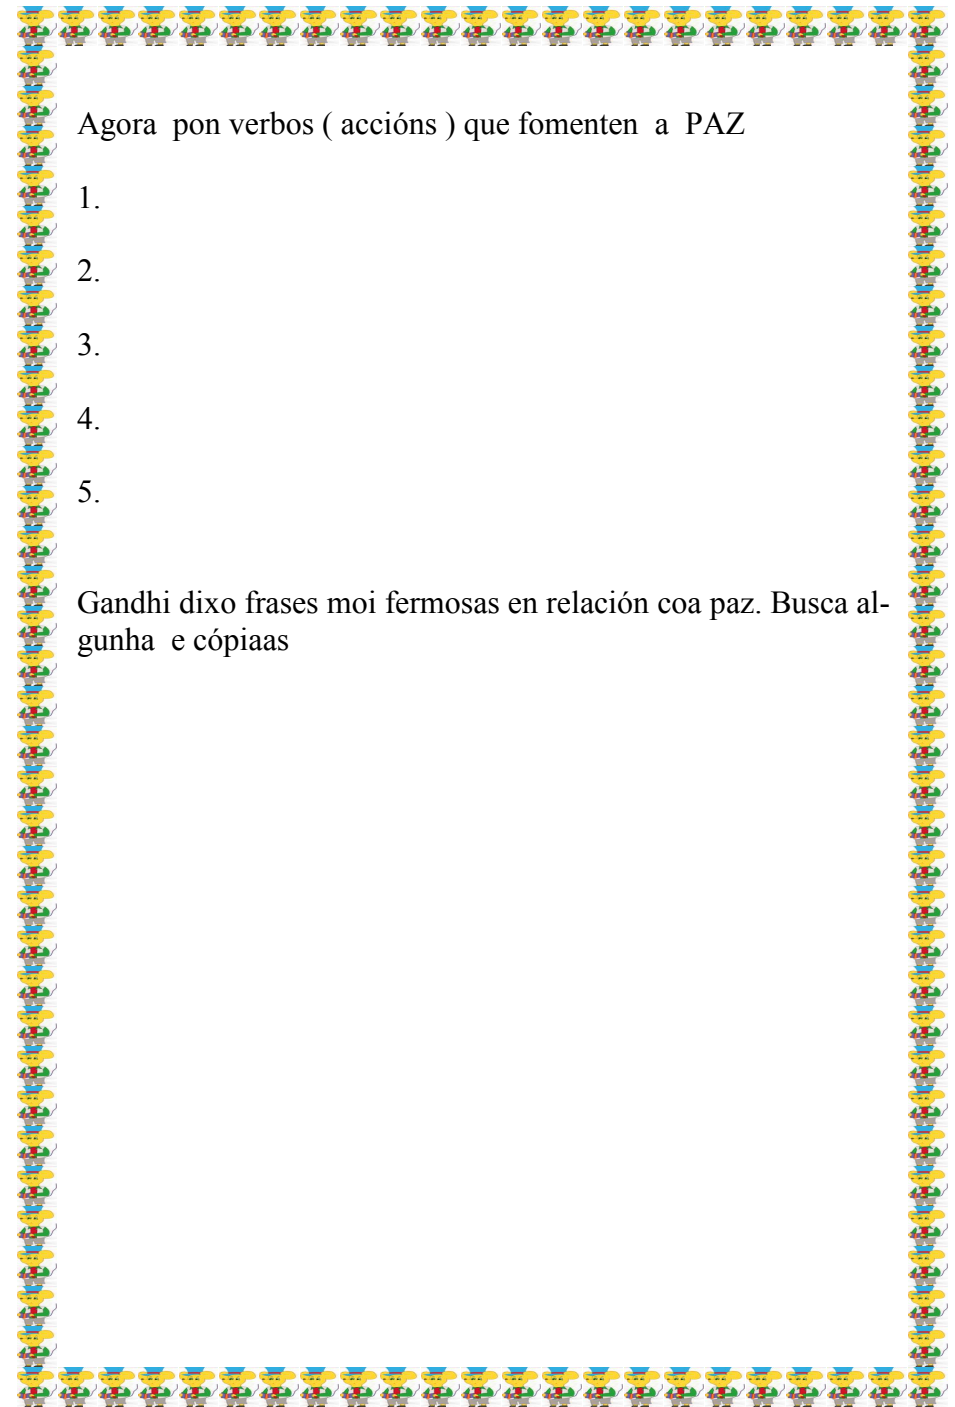 Agora pon verbos ( accións ) que fomenten a PAZ
1.
2.
3.
4.
5.
Gandhi dixo frases moi fermosas en relación coa paz. Busca al-
gunha e cópiaas